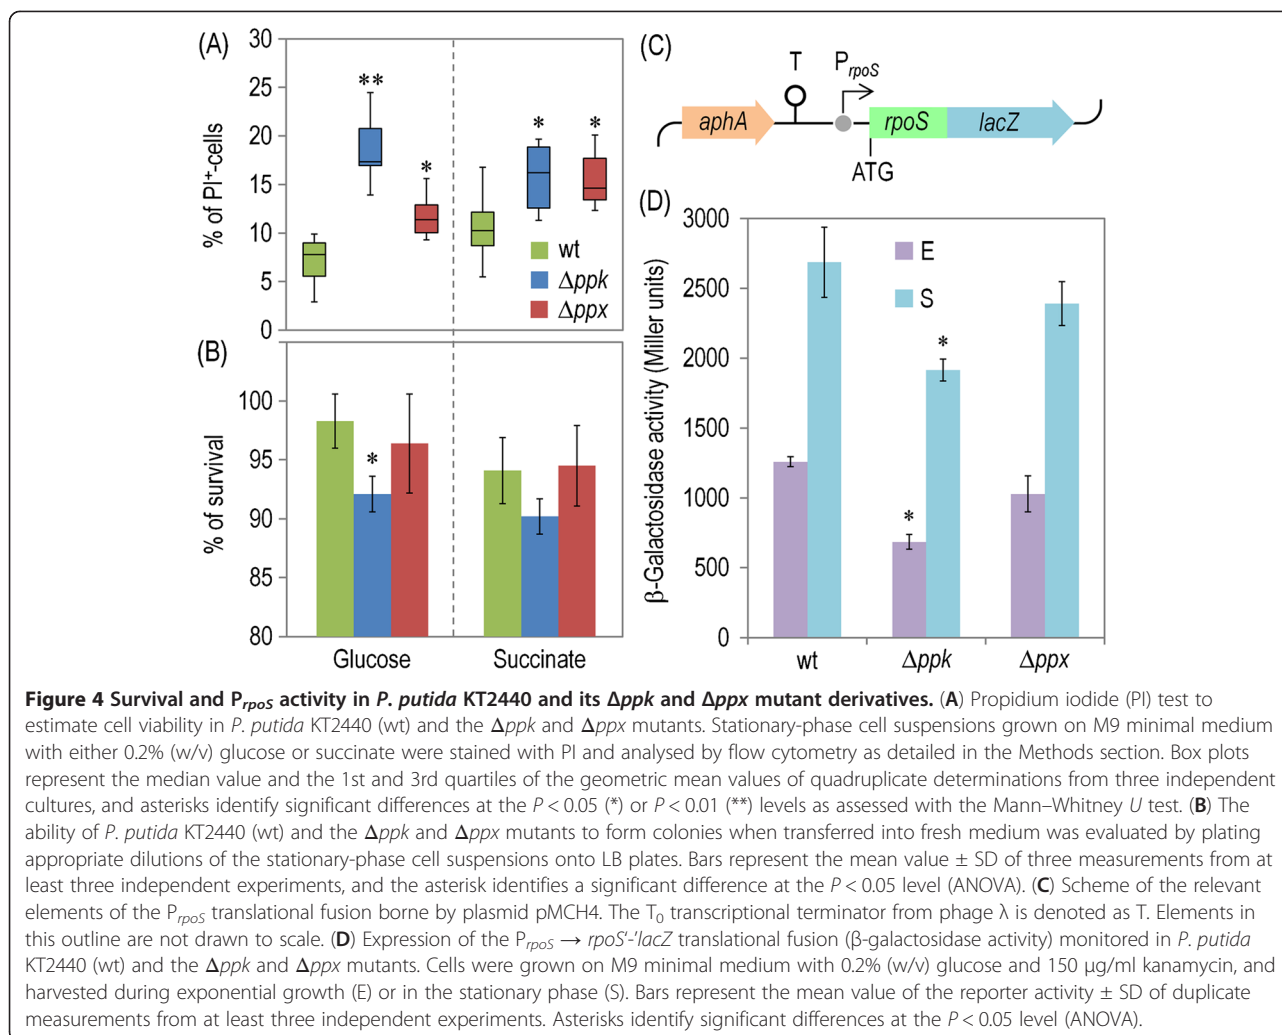 (A)
30
25
20
15
10
5
0
% of PI⁺-cells
**
*
*
*
wt
Δppk
Δppx
(B)
100
95
90
85
80
% of survival
*
Glucose
Succinate
(C)
T
PrpoS
aphA
rpoS
lacZ
ATG
(D)
3000
2500
2000
1500
1000
500
0
β-Galactosidase activity (Miller units)
E
S
*
*
wt
Δppk
Δppx
Figure 4 Survival and PrpoS activity in P. putida KT2440 and its Δppk and Δppx mutant derivatives. (A) Propidium iodide (PI) test to
estimate cell viability in P. putida KT2440 (wt) and the Δppk and Δppx mutants. Stationary-phase cell suspensions grown on M9 minimal medium
with either 0.2% (w/v) glucose or succinate were stained with PI and analysed by flow cytometry as detailed in the Methods section. Box plots
represent the median value and the 1st and 3rd quartiles of the geometric mean values of quadruplicate determinations from three independent
cultures, and asterisks identify significant differences at the P < 0.05 (*) or P < 0.01 (**) levels as assessed with the Mann–Whitney U test. (B) The
ability of P. putida KT2440 (wt) and the Δppk and Δppx mutants to form colonies when transferred into fresh medium was evaluated by plating
appropriate dilutions of the stationary-phase cell suspensions onto LB plates. Bars represent the mean value ± SD of three measurements from at
least three independent experiments, and the asterisk identifies a significant difference at the P < 0.05 level (ANOVA). (C) Scheme of the relevant
elements of the PrpoS translational fusion borne by plasmid pMCH4. The T₀ transcriptional terminator from phage λ is denoted as T. Elements in
this outline are not drawn to scale. (D) Expression of the PrpoS → rpoS'-'lacZ translational fusion (β-galactosidase activity) monitored in P. putida
KT2440 (wt) and the Δppk and Δppx mutants. Cells were grown on M9 minimal medium with 0.2% (w/v) glucose and 150 μg/ml kanamycin, and
harvested during exponential growth (E) or in the stationary phase (S). Bars represent the mean value of the reporter activity ± SD of duplicate
measurements from at least three independent experiments. Asterisks identify significant differences at the P < 0.05 level (ANOVA).